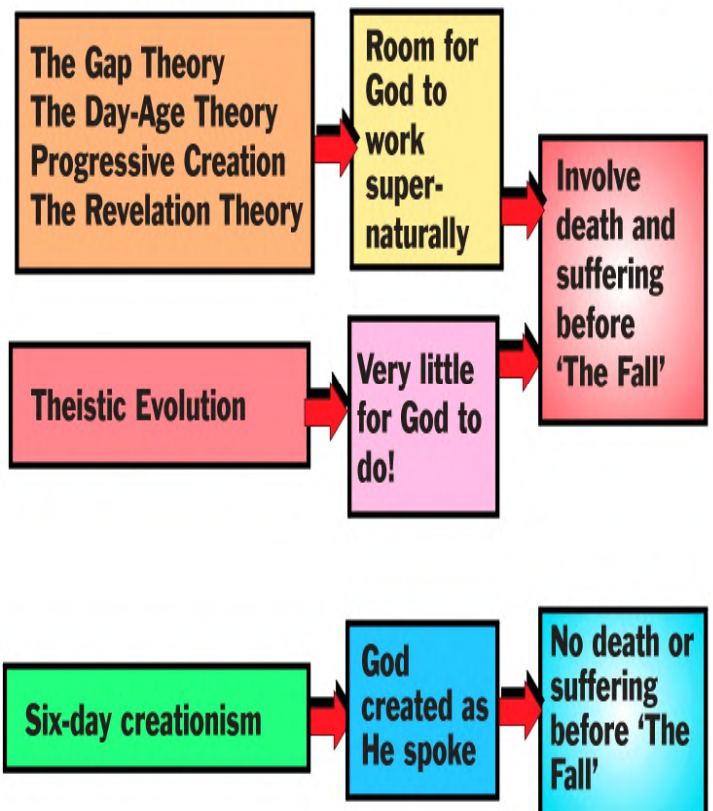 The Gap Theory
The Day-Age Theory
Progressive Creation
The Revelation Theory
Room for
God to
work
super-
naturally
Involve
death and
suffering
before
‘The Fall’
Theistic Evolution
Very little
for God to
do!
Six-day creationism
God
created as
He spoke
No death or
suffering
before ‘The
Fall’